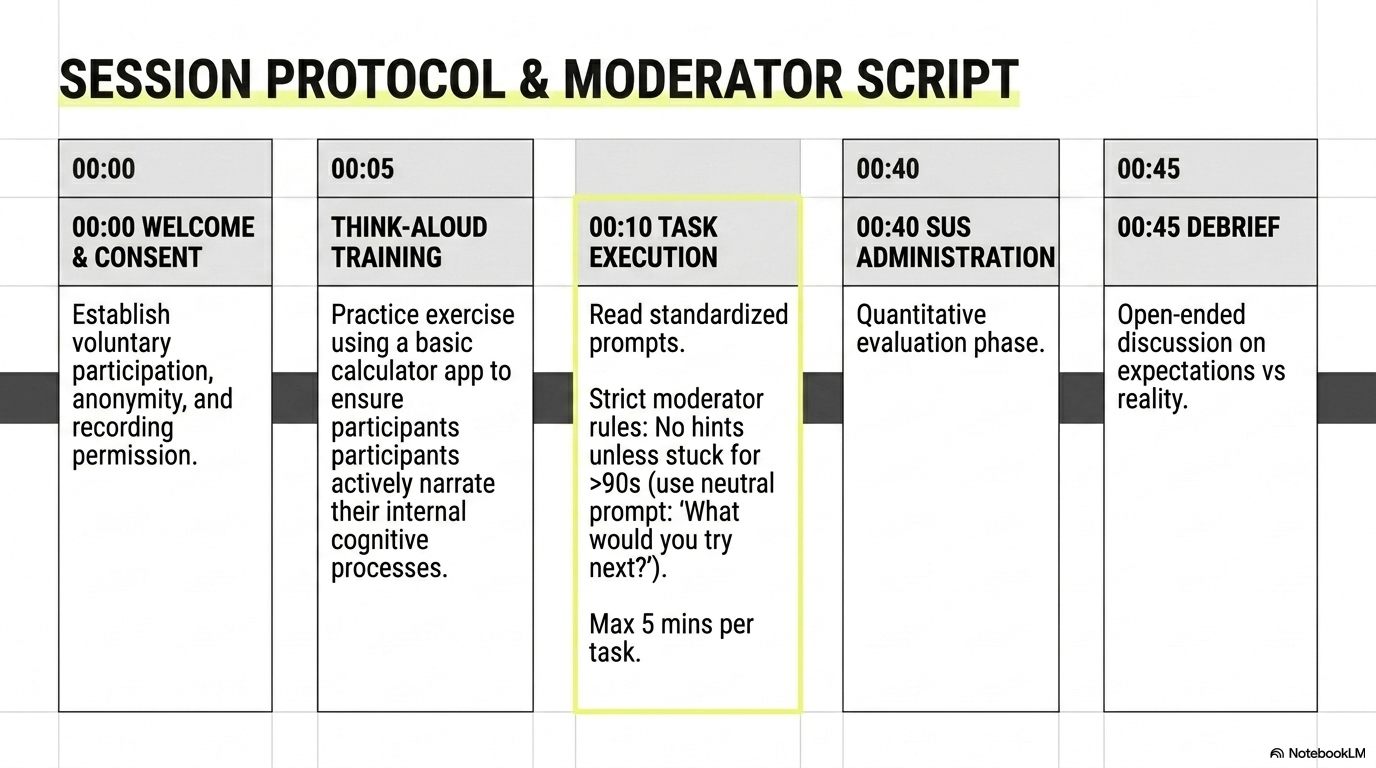 SESSION PROTOCOL & MODERATOR SCRIPT
00:00
00:00 WELCOME
& CONSENT
Establish
voluntary
participation,
anonymity, and
recording
permission.
00:05
THINK-ALOUD
TRAINING
Practice exercise
using a basic
calculator app to
ensure
participants
participants
actively narrate
their internal
cognitive
processes.
00:10 TASK
EXECUTION
Read standardized
prompts.
Strict moderator
rules: No hints
unless stuck for
>90s (use neutral
prompt: ‘What
would you try
next?’).
Max 5 mins per
task.
00:40
00:40 SUS
ADMINISTRATION
Quantitative
evaluation phase.
00:45
00:45 DEBRIEF
Open-ended
discussion on
expectations vs
reality.
NotebookLM